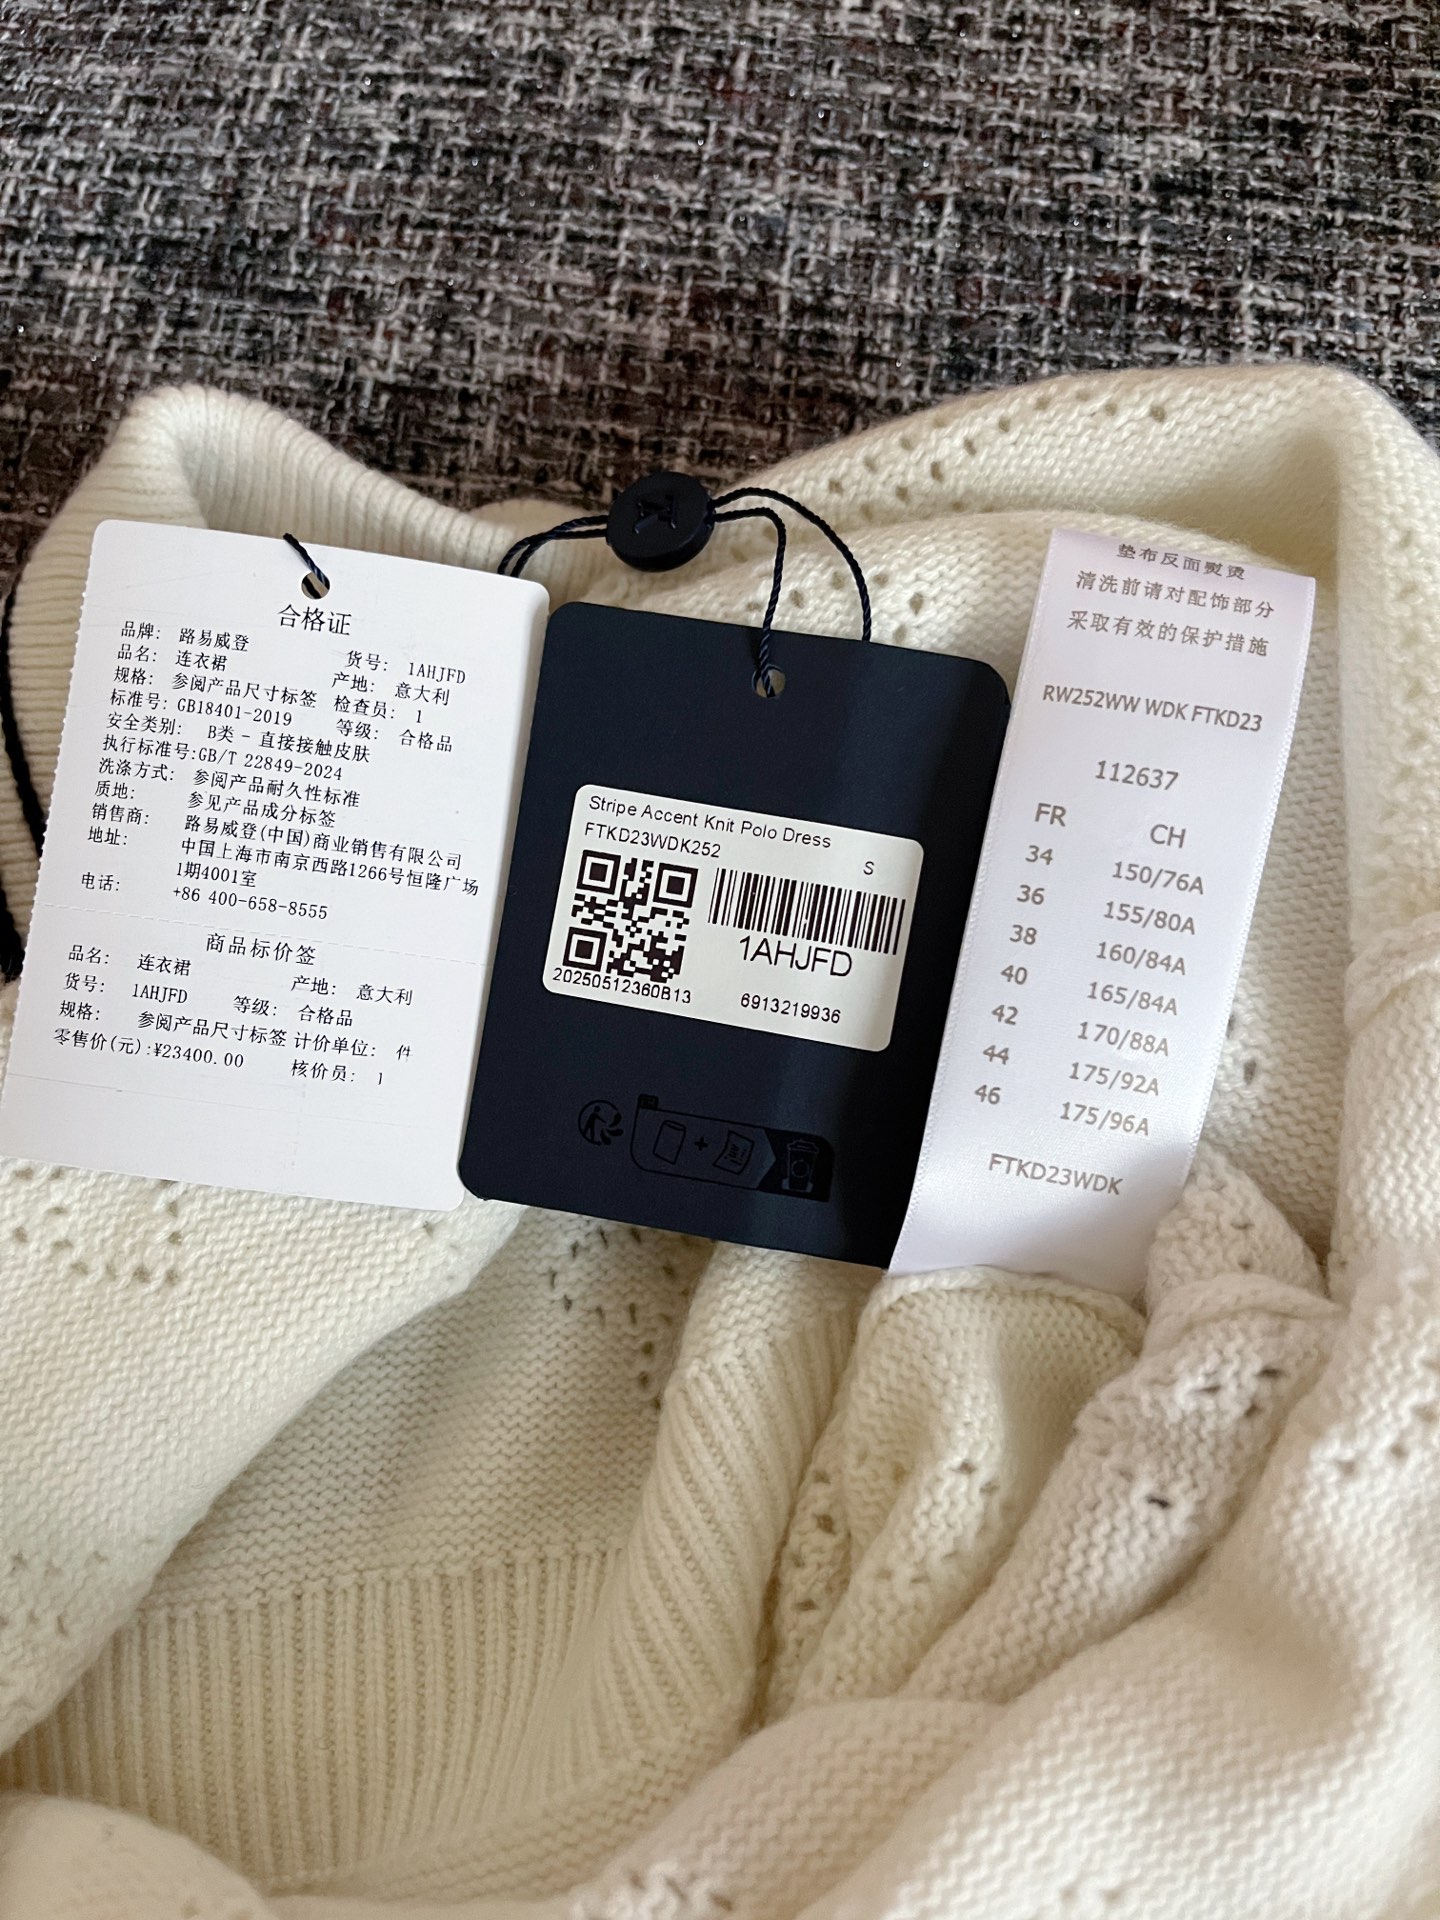 合格证
品牌: 路易威登
品名: 连衣裙 货号: 1AHJFD
规格: 参阅产品尺寸标签 产地: 意大利
标准号: GB18401-2019 检查员: 1
安全类别: B类 - 直接接触皮肤 等级: 合格品
执行标准号:GB/T 22849-2024
洗涤方式: 参阅产品耐久性标准
质地: 参见产品成分标签
销售商: 路易威登(中国)商业销售有限公司
地址: 中国上海市南京西路1266号恒隆广场
1期4001室
电话: +86 400-658-8555
商品标价签
品名: 连衣裙 产地: 意大利
货号: 1AHJFD 等级: 合格品
规格: 参阅产品尺寸标签 计价单位: 件
零售价(元):¥23400.00 核价员: 1
Stripe Accent Knit Polo Dress
FTKD23WDK252 S
1AHJFD
20250512360B13 6913219936
垫布反面熨烫
清洗前请对配饰部分
采取有效的保护措施
RW252WW WDK FTKD23
112637
FR CH
34 150/76A
36 155/80A
38 160/84A
40 165/84A
42 170/88A
44 175/92A
46 175/96A
FTKD23WDK